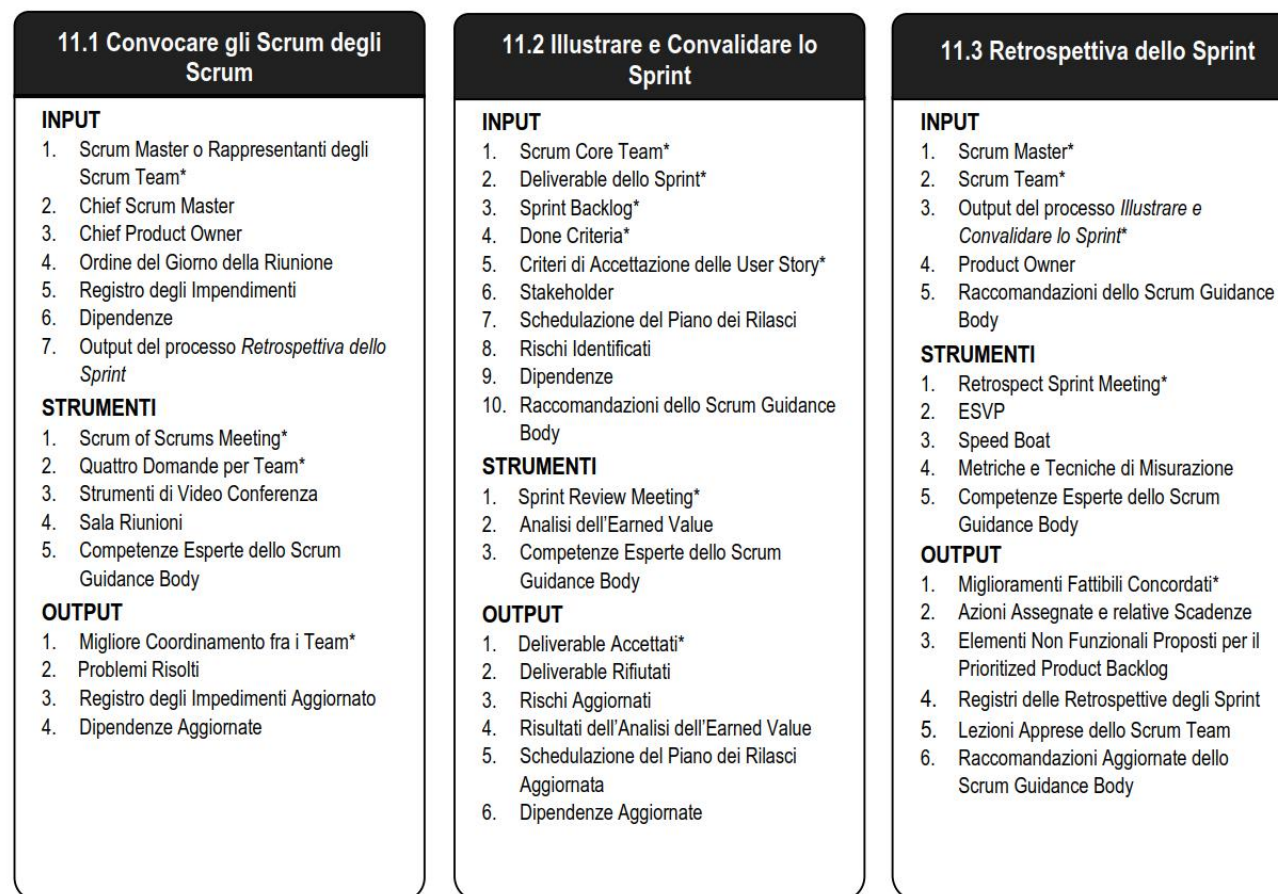 11.1 Convocare gli Scrum degli
Scrum
INPUT
1. Scrum Master o Rappresentanti degli
Scrum Team*
2. Chief Scrum Master
3. Chief Product Owner
4. Ordine del Giorno della Riunione
5. Registro degli Impendimenti
6. Dipendenze
7. Output del processo Retrospettiva dello
Sprint
STRUMENTI
1. Scrum of Scrums Meeting*
2. Quattro Domande per Team*
3. Strumenti di Video Conferenza
4. Sala Riunioni
5. Competenze Esperte dello Scrum
Guidance Body
OUTPUT
1. Migliore Coordinamento fra i Team*
2. Problemi Risolti
3. Registro degli Impedimenti Aggiornato
4. Dipendenze Aggiornate
11.2 Illustrare e Convalidare lo
Sprint
INPUT
1. Scrum Core Team*
2. Deliverable dello Sprint*
3. Sprint Backlog*
4. Done Criteria*
5. Criteri di Accettazione delle User Story*
6. Stakeholder
7. Schedulazione del Piano dei Rilasci
8. Rischi Identificati
9. Dipendenze
10. Raccomandazioni dello Scrum Guidance
Body
STRUMENTI
1. Sprint Review Meeting*
2. Analisi dell'Earned Value
3. Competenze Esperte dello Scrum
Guidance Body
OUTPUT
1. Deliverable Accettati*
2. Deliverable Rifiutati
3. Rischi Aggiornati
4. Risultati dell'Analisi dell'Earned Value
5. Schedulazione del Piano dei Rilasci
Aggiornata
6. Dipendenze Aggiornate
11.3 Retrospettiva dello Sprint
INPUT
1. Scrum Master*
2. Scrum Team*
3. Output del processo Illustrare e
Convalidare lo Sprint*
4. Product Owner
5. Raccomandazioni dello Scrum Guidance
Body
STRUMENTI
1. Retrospect Sprint Meeting*
2. ESVP
3. Speed Boat
4. Metriche e Tecniche di Misurazione
5. Competenze Esperte dello Scrum
Guidance Body
OUTPUT
1. Miglioramenti Fattibili Concordati*
2. Azioni Assegnate e relative Scadenze
3. Elementi Non Funzionali Proposti per il
Prioritized Product Backlog
4. Registri delle Retrospettive degli Sprint
5. Lezioni Apprese dello Scrum Team
6. Raccomandazioni Aggiornate dello
Scrum Guidance Body